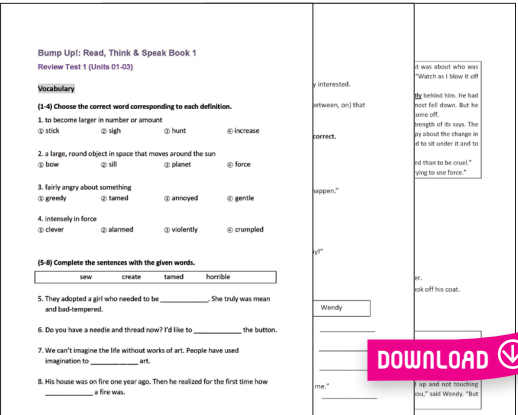 Bump Up!: Read, Think & Speak Book 1
Review Test 1 (Units 01-03)
Vocabulary
(1-4) Choose the correct word corresponding to each definition.
1. to become larger in number or amount
① stick ② sigh ③ hunt ④ increase
2. a large, round object in space that moves around the sun
① bow ② sill ③ planet ④ force
3. fairly angry about something
① greedy ② tamed ③ annoyed ④ gentle
4. intensely in force
① clever ② alarmed ③ violently ④ crumpled
(5-8) Complete the sentences with the given words.
sew create tamed horrible
5. They adopted a girl who needed to be ____________. She truly was mean
and bad-tempered.
6. Do you have a needle and thread now? I'd like to ____________ the button.
7. We can't imagine the life without works of art. People have used
imagination to ____________ art.
8. His house was on fire one year ago. Then he realized for the first time how
____________ a fire was.
y interested.
between, on) that
correct.
happen."
y!"
Wendy
me."
it was about who was
"Watch as I blow it off
tly behind him. He had
most fell down. But he
come off.
trength of its rays. The
py about the change in
d to sit under it and to
nd than to be cruel."
rying to use force."
er.
ook off his coat.
DOWNLOAD
t up and not touching
ou," said Wendy. "But